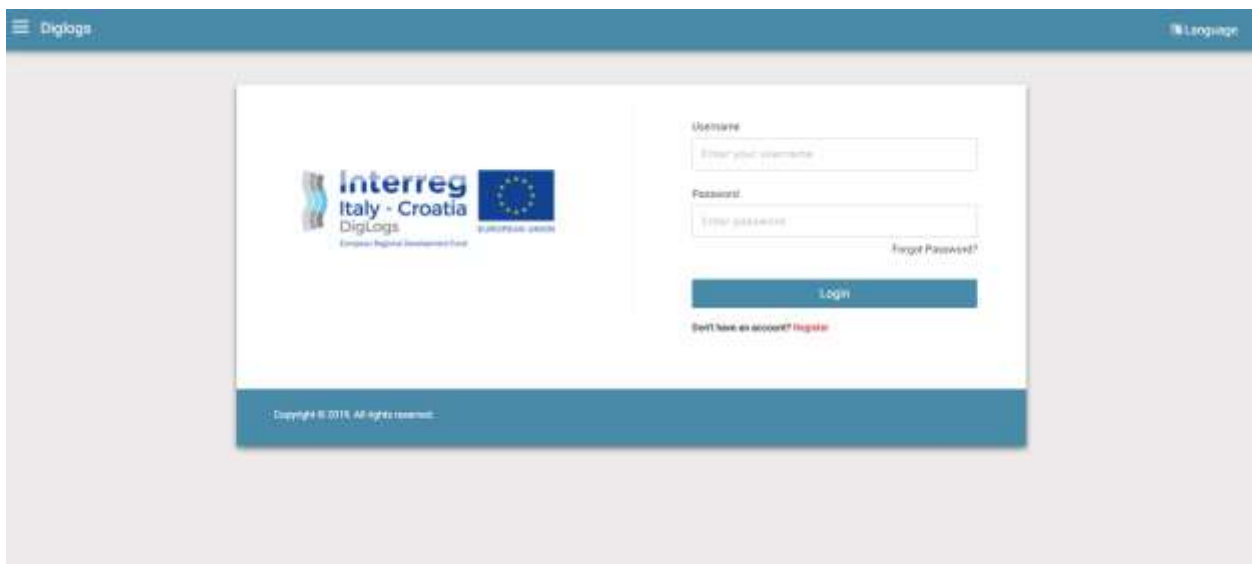 Diglogs
Language
Interreg
Italy - Croatia
DigLogs
EUROPEAN UNION
European Regional Development Fund
Username
Enter your username
Password
Enter password
Forgot Password?
Login
Don't have an account? Register
Copyright © 2019. All rights reserved.